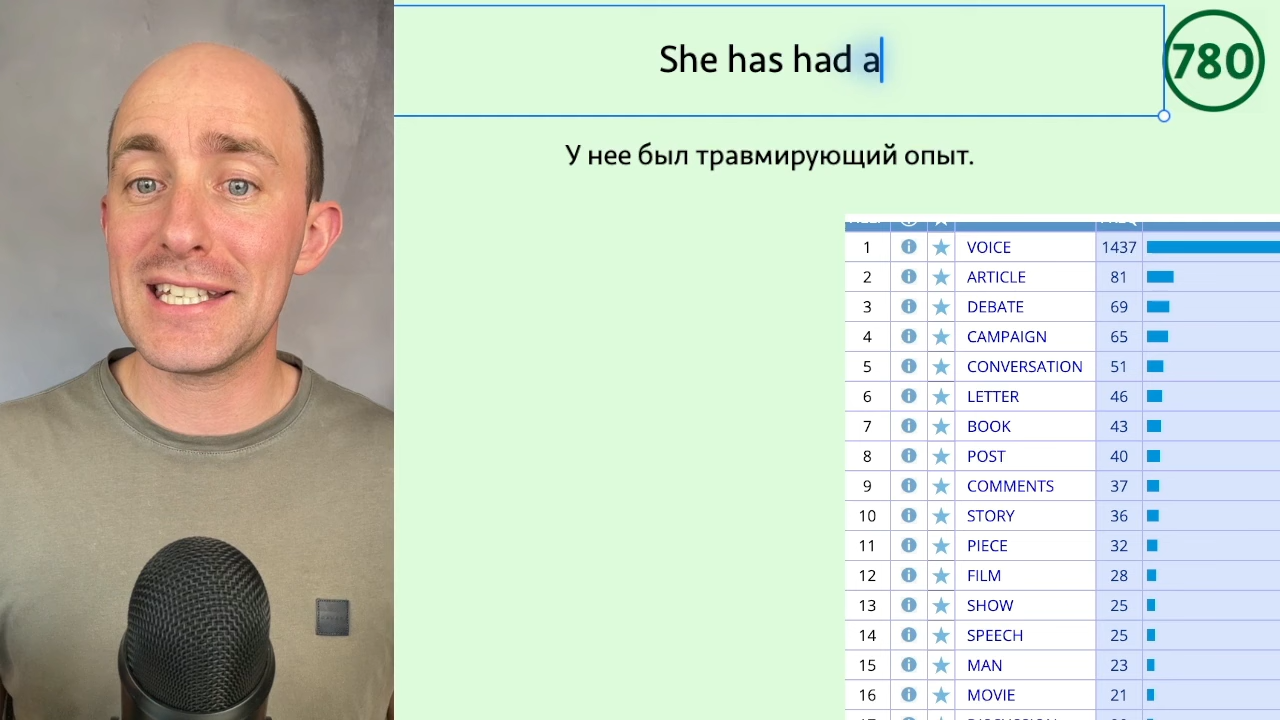 She has had a
780
У нее был травмирующий опыт.
1 VOICE 1437
2 ARTICLE 81
3 DEBATE 69
4 CAMPAIGN 65
5 CONVERSATION 51
6 LETTER 46
7 BOOK 43
8 POST 40
9 COMMENTS 37
10 STORY 36
11 PIECE 32
12 FILM 28
13 SHOW 25
14 SPEECH 25
15 MAN 23
16 MOVIE 21